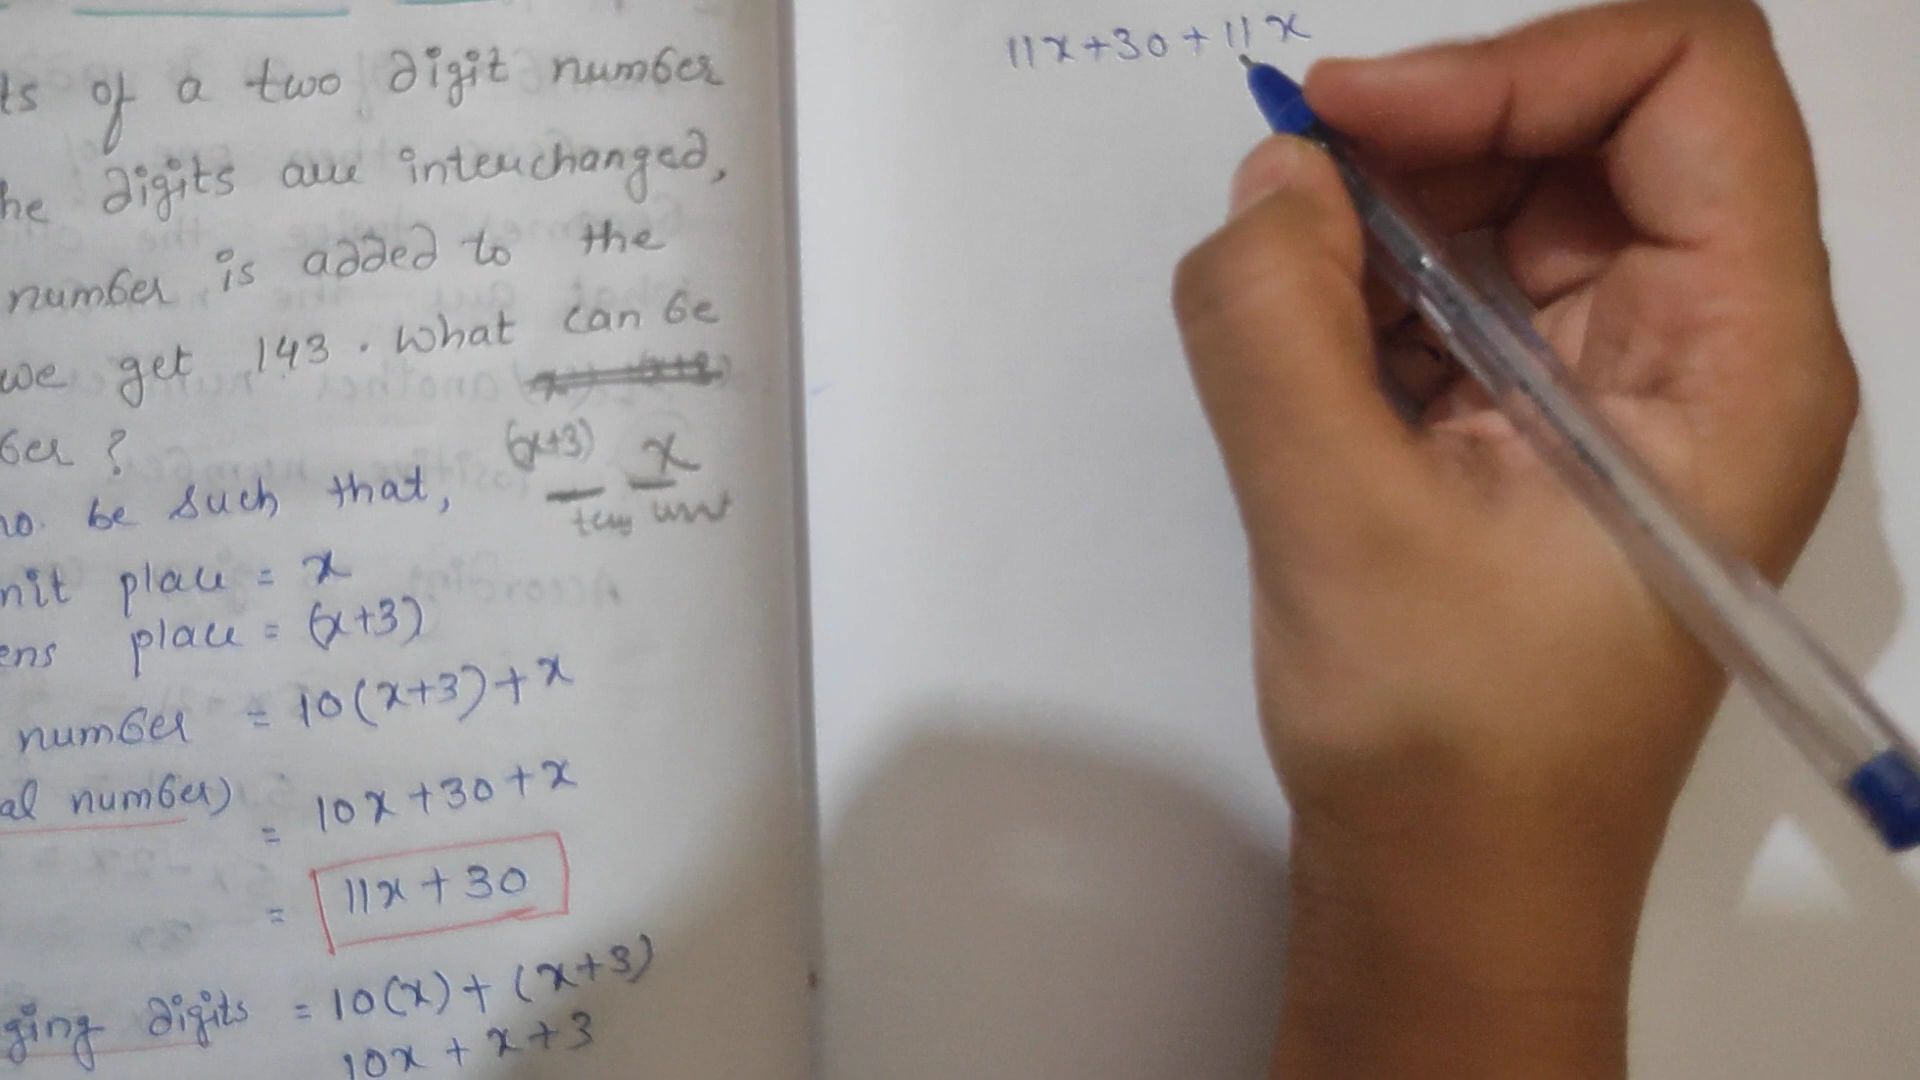 ts of a two digit number
he digits are interchanged,
number is added to the
we get 143. What can be
ber ?
no. be such that,
(x+3) x
tens unit
nit place = x
ens place = (x+3)
number = 10(x+3)+x
al number) = 10x+30+x
= 11x+30
ging digits = 10(x)+(x+3)
10x+x+3
11x+30+11x